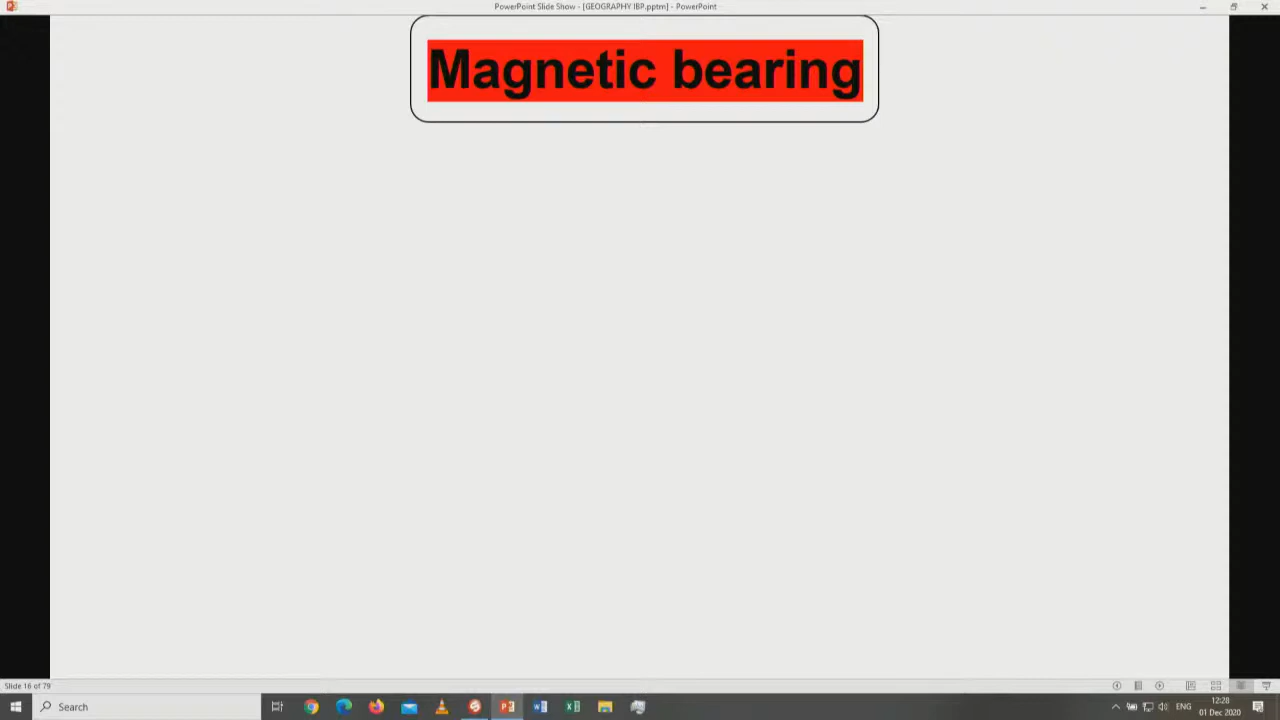 PowerPoint Slide Show - [GEOGRAPHY IBP.pptm] - PowerPoint
Magnetic bearing
Slide 16 of 79
Search
ENG
12:28
01 Dec 2020